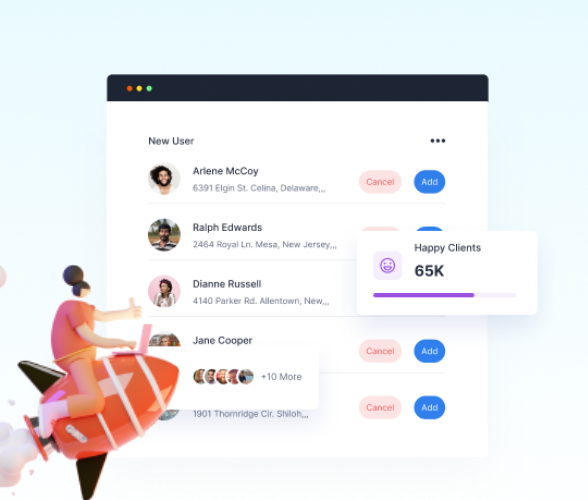 New User
Arlene McCoy
6391 Elgin St. Celina, Delaware,,,
Cancel
Add
Ralph Edwards
2464 Royal Ln. Mesa, New Jersey,,,
Happy Clients
65K
Dianne Russell
4140 Parker Rd. Allentown, New,,,
Jane Cooper
Cancel
Add
+10 More
1901 Thornridge Cir. Shiloh,,,
Cancel
Add